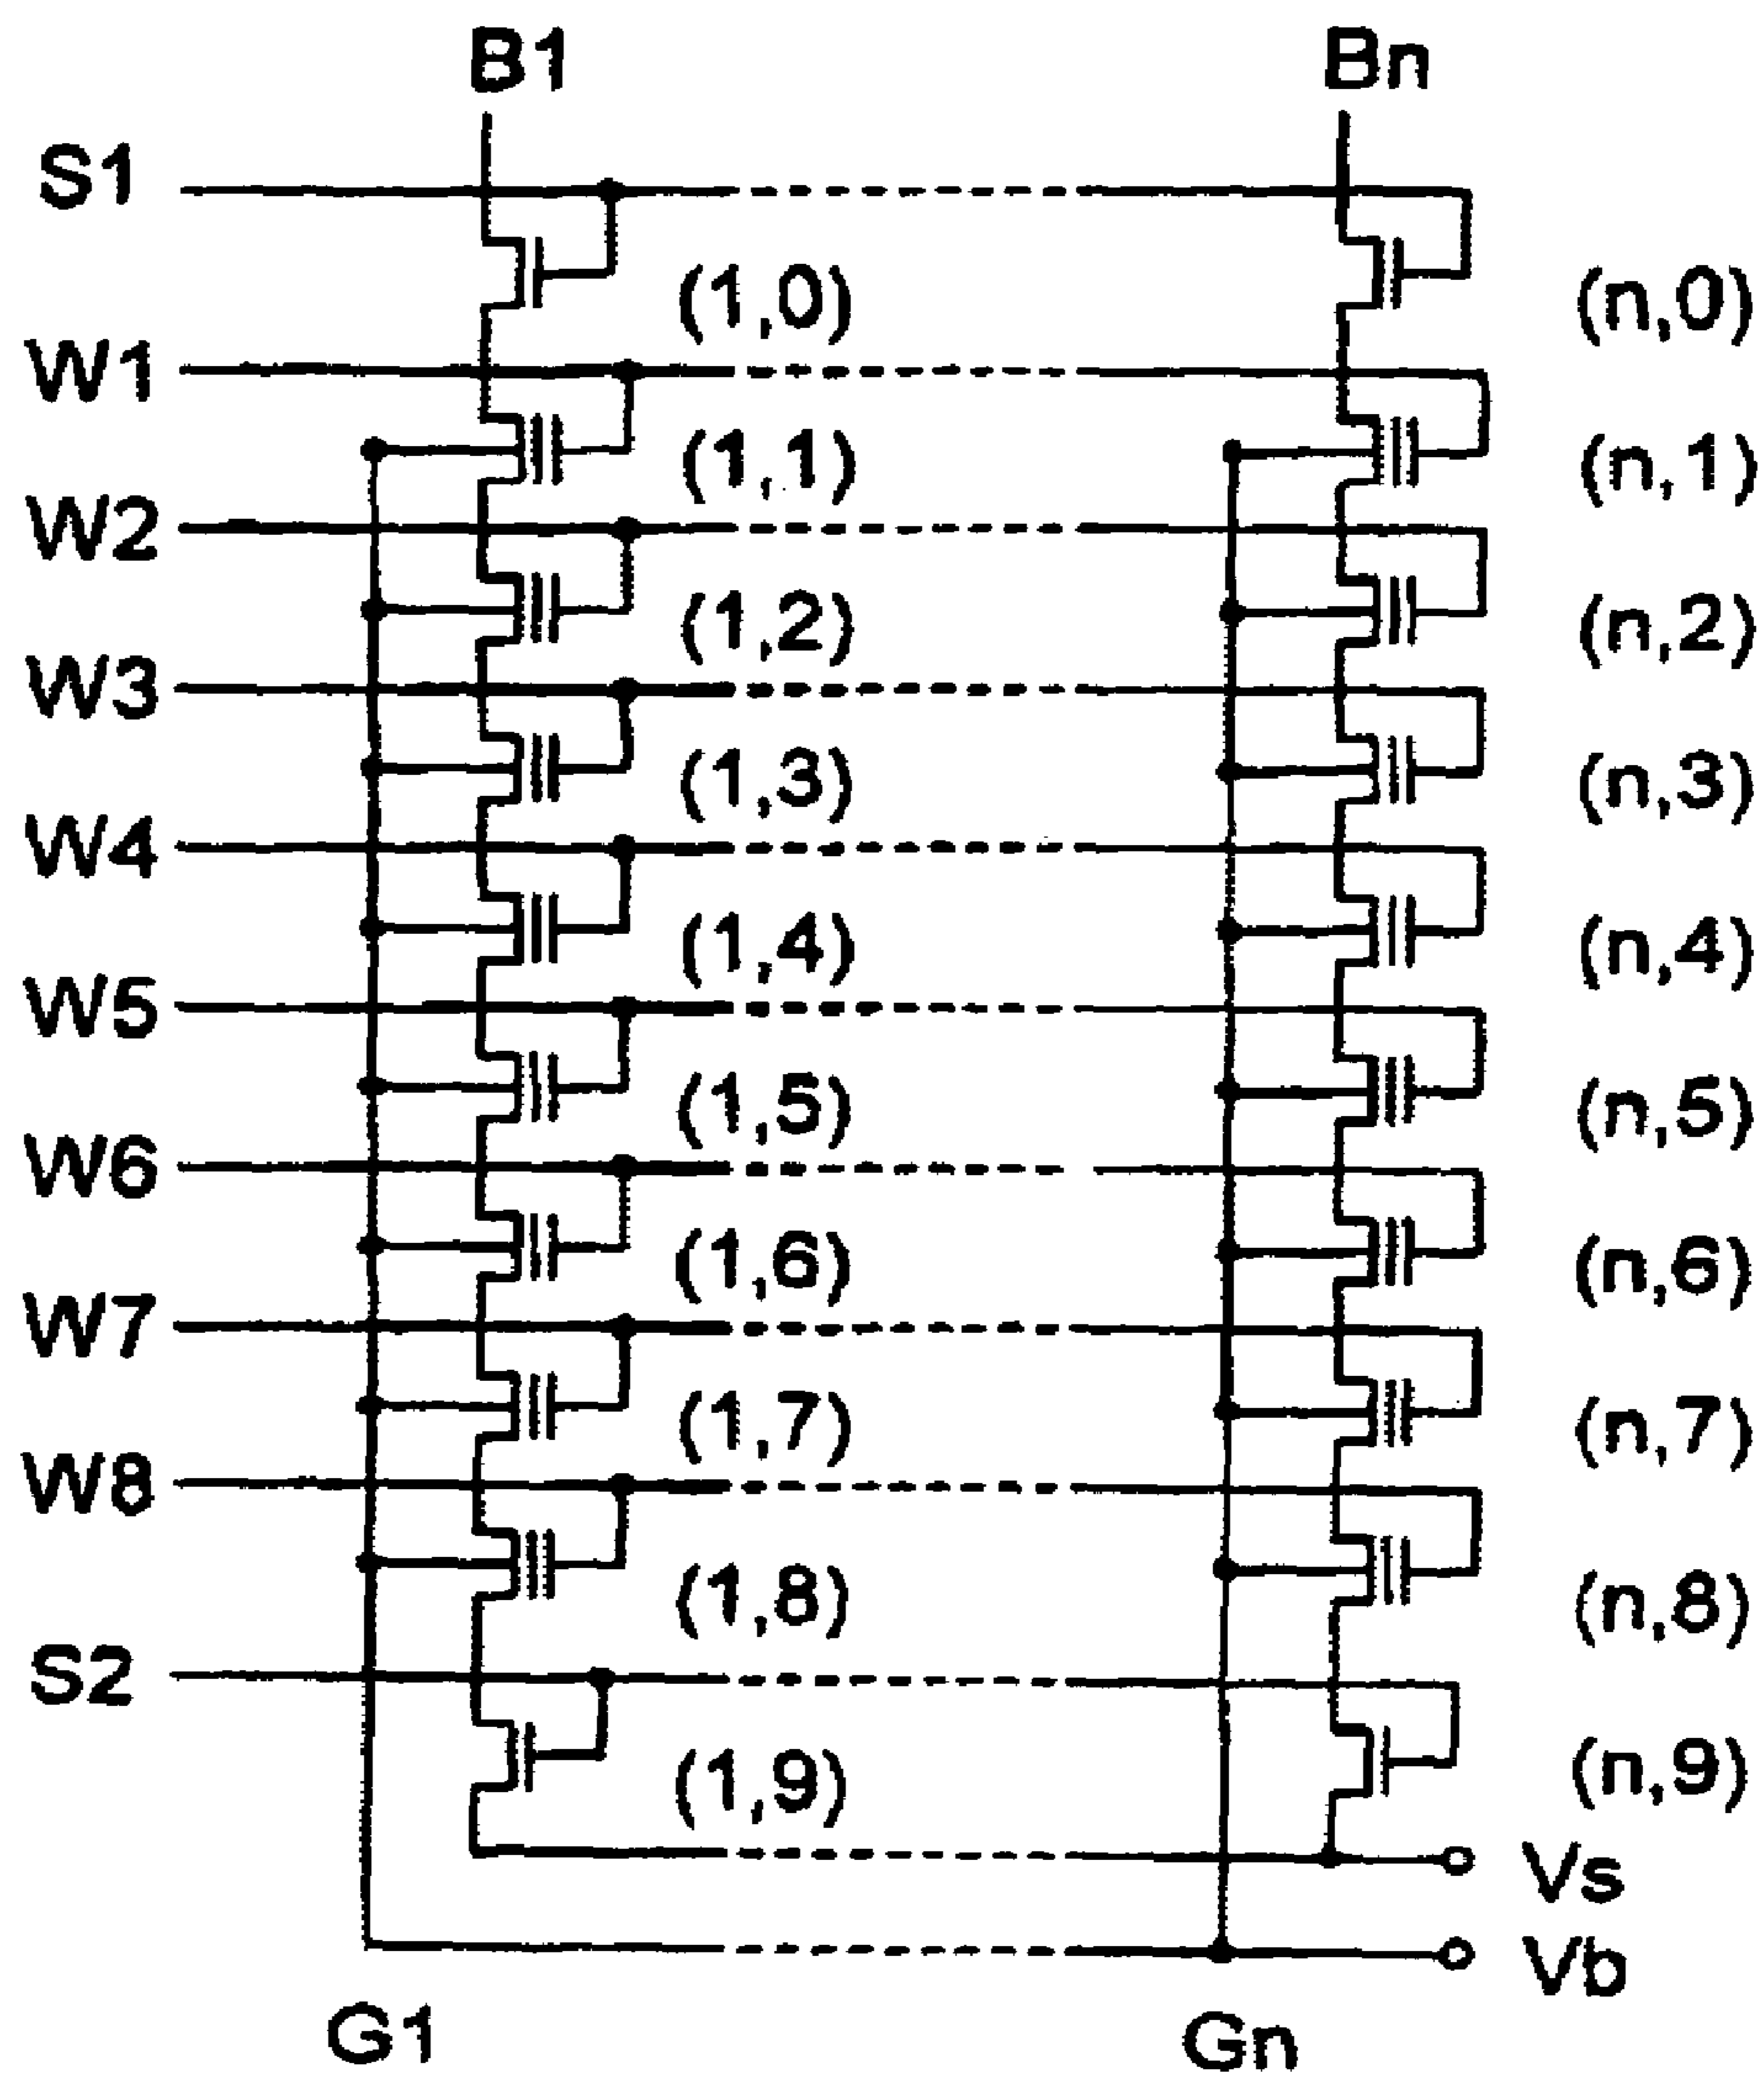 B1 Bn
S1
(1,0) (n,0)
W1
(1,1) (n,1)
W2
(1,2) (n,2)
W3
(1,3) (n,3)
W4
(1,4) (n,4)
W5
(1,5) (n,5)
W6
(1,6) (n,6)
W7
(1,7) (n,7)
W8
(1,8) (n,8)
S2
(1,9) (n,9)
Vs
Vb
G1 Gn